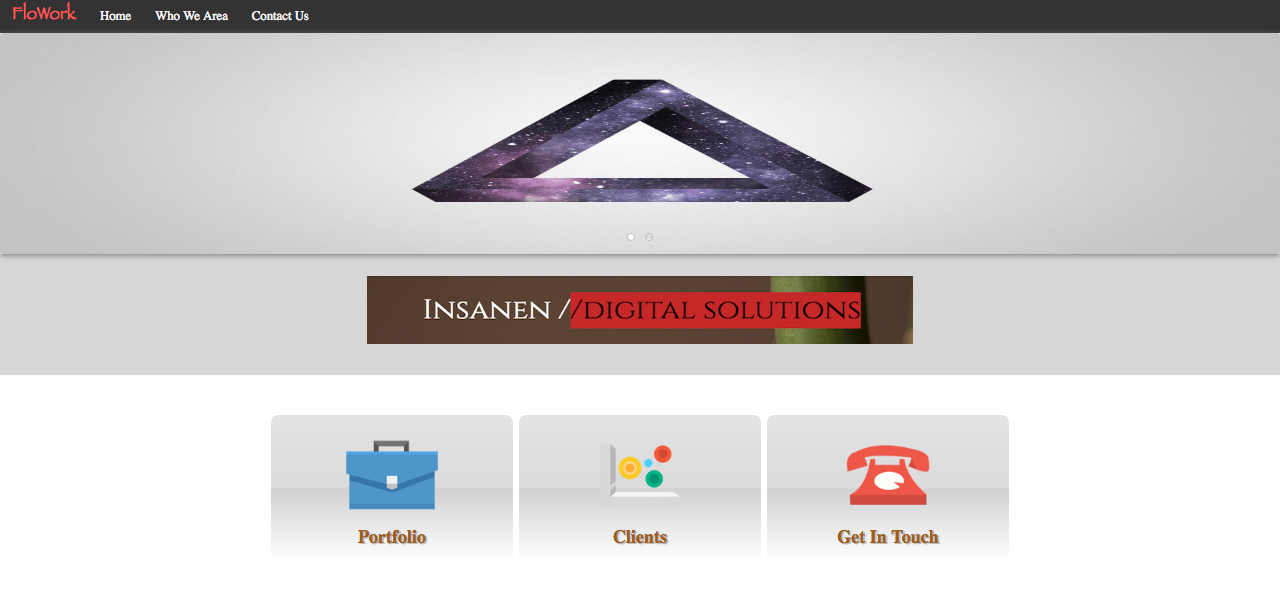 FloWork Home Who We Area Contact Us
Insanen //digital solutions
Portfolio Clients Get In Touch